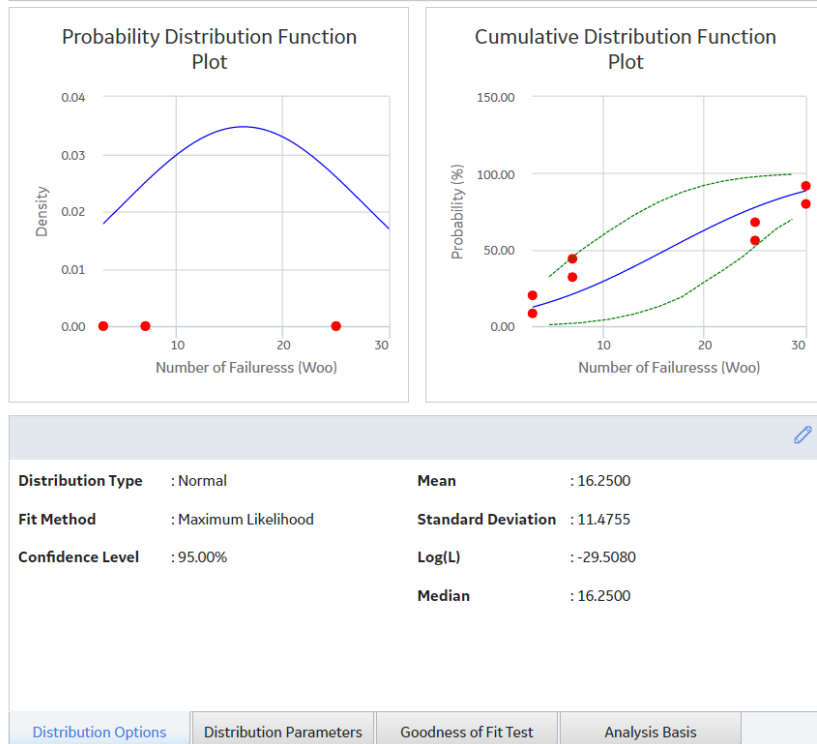 Probability Distribution Function
Plot
0.04
0.03
0.02
0.01
0.00
Density
10
20
30
Number of Failuresss (Woo)
Cumulative Distribution Function
Plot
150.00
100.00
50.00
0.00
Probability (%)
10
20
30
Number of Failuresss (Woo)
Distribution Type : Normal
Fit Method : Maximum Likelihood
Confidence Level : 95.00%
Mean : 16.2500
Standard Deviation : 11.4755
Log(L) : -29.5080
Median : 16.2500
Distribution Options
Distribution Parameters
Goodness of Fit Test
Analysis Basis